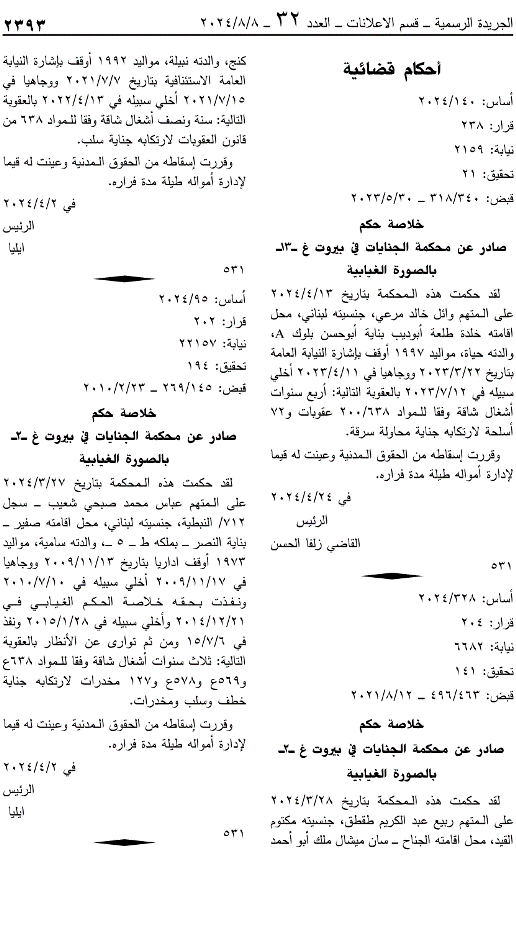 الجريدة الرسمية ـ قسم الاعلانات ـ العدد ٣٢ ـ ٢٠٢٤/٨/٨
٢٣٩٣
أحكام قضائية
أساس: ٢٠٢٤/١٤٠
قرار: ٢٣٨
نيابة: ٢١٥٩
تحقيق: ٢١
قبض: ٣١٨/٣٤٠ ـ ٢٠٢٣/٥/٣٠
خلاصة حكم
صادر عن محكمة الجنايات في بيروت غ ـ١٣ـ
بالصورة الغيابية
لقد حكمت هذه المحكمة بتاريخ ٢٠٢٤/٤/١٣
على المتهم وائل خالد مرعي، جنسيته لبناني، محل
اقامته خلدة طلعة أبوديب بناية أبوحسن بلوك A،
والدته حياة، مواليد ١٩٩٧ أوقف بإشارة النيابة العامة
بتاريخ ٢٠٢٣/٣/٢٢ ووجاهيا في ٢٠٢٣/٤/١١ أخلي
سبيله في ٢٠٢٣/٧/١٢ بالعقوبة التالية: أربع سنوات
أشغال شاقة وفقا للمواد ٢٠٠/٦٣٨ عقوبات و٧٢
أسلحة لارتكابه جناية محاولة سرقة.
وقررت إسقاطه من الحقوق المدنية وعينت له قيما
لإدارة أمواله طيلة مدة فراره.
في ٢٠٢٤/٤/٢٤
الرئيس
القاضي زلفا الحسن
٥٣١
أساس: ٢٠٢٤/٣٢٨
قرار: ٢٠٤
نيابة: ٦٦٨٢
تحقيق: ١٤١
قبض: ٤٩٦/٤٦٣ ـ ٢٠٢١/٨/١٢
خلاصة حكم
صادر عن محكمة الجنايات في بيروت غ ـ٢ـ
بالصورة الغيابية
لقد حكمت هذه المحكمة بتاريخ ٢٠٢٤/٣/٢٨
على المتهم ربيع عبد الكريم طقطق، جنسيته مكتوم
القيد، محل اقامته الجناح ـ سان ميشال ملك أبو أحمد
كنج، والدته نبيلة، مواليد ١٩٩٢ أوقف بإشارة النيابة
العامة الاستئنافية بتاريخ ٢٠٢١/٧/٧ ووجاهيا في
٢٠٢١/٧/١٥ أخلي سبيله في ٢٠٢٢/٤/١٣ بالعقوبة
التالية: سنة ونصف أشغال شاقة وفقا للمواد ٦٣٨ من
قانون العقوبات لارتكابه جناية سلب.
وقررت إسقاطه من الحقوق المدنية وعينت له قيما
لإدارة أمواله طيلة مدة فراره.
في ٢٠٢٤/٤/٢
الرئيس
ايليا
٥٣١
أساس: ٢٠٢٤/٩٥
قرار: ٢٠٢
نيابة: ٢٢١٥٧
تحقيق: ١٩٤
قبض: ٢٦٩/١٤٥ ـ ٢٠١٠/٢/٢٣
خلاصة حكم
صادر عن محكمة الجنايات في بيروت غ ـ٢ـ
بالصورة الغيابية
لقد حكمت هذه المحكمة بتاريخ ٢٠٢٤/٣/٢٧
على المتهم عباس محمد صبحي شعيب ـ سجل
٧١٢/ النبطية، جنسيته لبناني، محل اقامته صفير ـ
بناية النصر ـ بملكه ط ـ ٥ ـ، والدته سامية، مواليد
١٩٧٣ أوقف اداريا بتاريخ ٢٠٠٩/١١/١٣ ووجاهيا
في ٢٠٠٩/١١/١٧ أخلي سبيله في ٢٠١٠/٧/١٠
ونفذت بحقه خلاصة الحكم الغيابي في
٢٠١٤/١٢/٢١ وأخلي سبيله في ٢٠١٥/١/٢٨ ونفذ
في ١٥/٧/٦ ومن ثم توارى عن الأنظار بالعقوبة
التالية: ثلاث سنوات أشغال شاقة وفقا للمواد ٦٣٨ع
و٥٦٩ع و٥٧٨ع و١٢٧ مخدرات لارتكابه جناية
خطف وسلب ومخدرات.
وقررت إسقاطه من الحقوق المدنية وعينت له قيما
لإدارة أمواله طيلة مدة فراره.
في ٢٠٢٤/٤/٢
الرئيس
ايليا
٥٣١